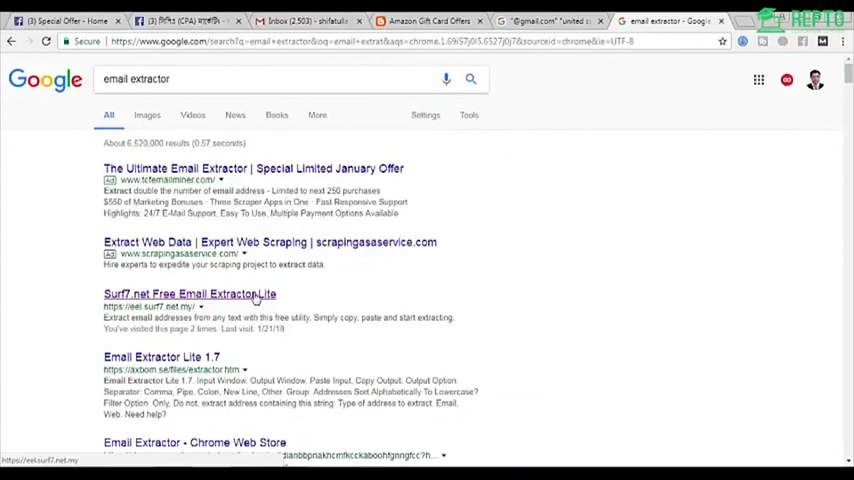 (3) Special Offer - Home
(3) সিপিএ (CPA) মার্কেটিং -
Inbox (2,503) - shifatulla
Amazon Gift Card Offers
"@gmail.com" "united s
email extractor - Google
REPTO
Secure
https://www.google.com/search?q=email+extractor&oq=email+extrat&aqs=chrome.1.69i57j0l5.6527j0j7&sourceid=chrome&ie=UTF-8
Google
email extractor
All Images Videos News Books More Settings Tools
About 6,520,000 results (0.57 seconds)
The Ultimate Email Extractor | Special Limited January Offer
Ad www.tcfemailminer.com/
Extract double the number of email address - Limited to next 250 purchases
$550 of Marketing Bonuses · Three Scraper Apps in One · Fast Responsive Support
Highlights: 24/7 E-Mail Support, Easy To Use, Multiple Payment Options Available
Extract Web Data | Expert Web Scraping | scrapingasaservice.com
Ad www.scrapingasaservice.com/
Hire experts to expedite your scraping project to extract data.
Surf7.net Free Email Extractor Lite
https://eel.surf7.net.my/
Extract email addresses from any text with this free utility. Simply copy, paste and start extracting.
You've visited this page 2 times. Last visit: 1/21/18
Email Extractor Lite 1.7
https://axbom.se/files/extractor.htm
Email Extractor Lite 1.7. Input Window. Output Window. Paste Input, Copy Output. Output Option.
Separator: Comma, Pipe, Colon, New Line, Other. Group: Addresses Sort Alphabetically To Lowercase?
Filter Option. Only, Do not. extract address containing this string: Type of address to extract. Email,
Web. Need help?
Email Extractor - Chrome Web Store
https://eel.surf7.net.my